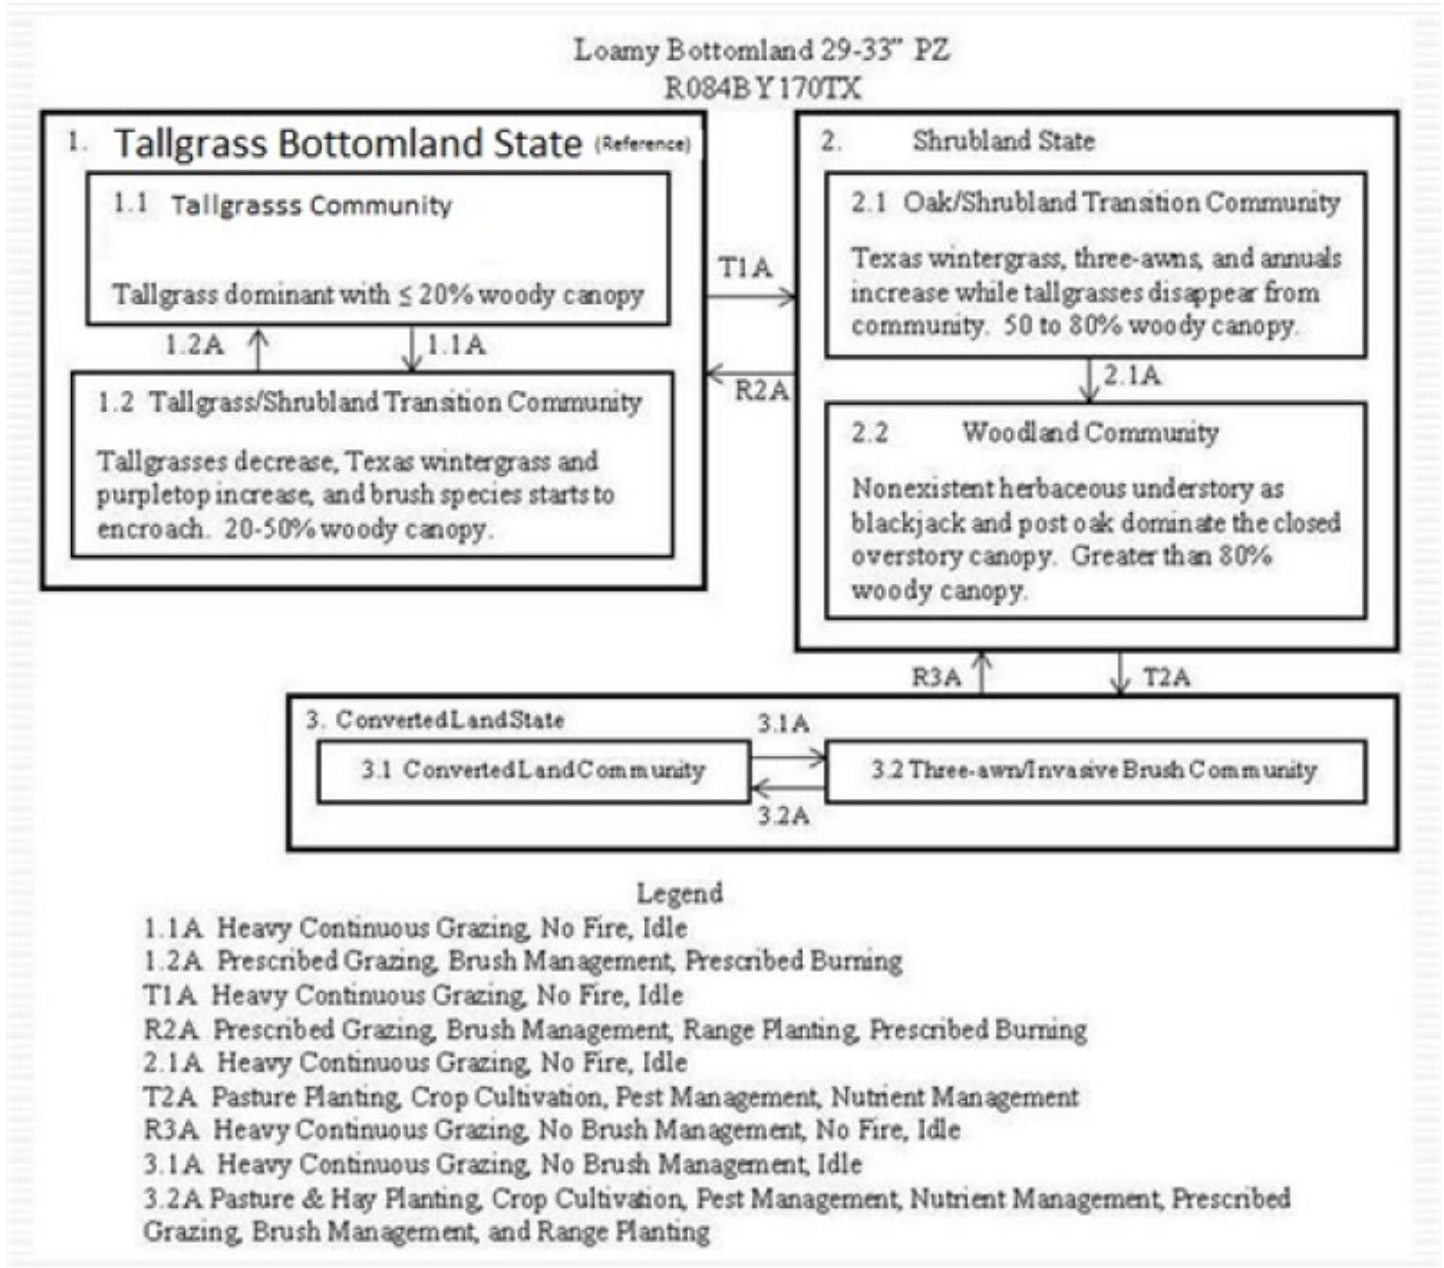 Loamy Bottomland 29-33" PZ
R084BY170TX
1. Tallgrass Bottomland State (Reference)
1.1 Tallgrasss Community
Tallgrass dominant with ≤ 20% woody canopy
1.2A
1.1A
1.2 Tallgrass/Shrubland Transition Community
Tallgrasses decrease, Texas wintergrass and
purpletop increase, and brush species starts to
encroach. 20-50% woody canopy.
T1A
R2A
2. Shrubland State
2.1 Oak/Shrubland Transition Community
Texas wintergrass, three-awns, and annuals
increase while tallgrasses disappear from
community. 50 to 80% woody canopy.
2.1A
2.2 Woodland Community
Nonexistent herbaceous understory as
blackjack and post oak dominate the closed
overstory canopy. Greater than 80%
woody canopy.
R3A
T2A
3. Converted Land State
3.1A
3.1 Converted Land Community
3.2 Three-awn/Invasive Brush Community
3.2A
Legend
1.1A Heavy Continuous Grazing, No Fire, Idle
1.2A Prescribed Grazing, Brush Management, Prescribed Burning
T1A Heavy Continuous Grazing, No Fire, Idle
R2A Prescribed Grazing, Brush Management, Range Planting, Prescribed Burning
2.1A Heavy Continuous Grazing, No Fire, Idle
T2A Pasture Planting, Crop Cultivation, Pest Management, Nutrient Management
R3A Heavy Continuous Grazing, No Brush Management, No Fire, Idle
3.1A Heavy Continuous Grazing, No Brush Management, Idle
3.2A Pasture & Hay Planting, Crop Cultivation, Pest Management, Nutrient Management, Prescribed
Grazing, Brush Management, and Range Planting